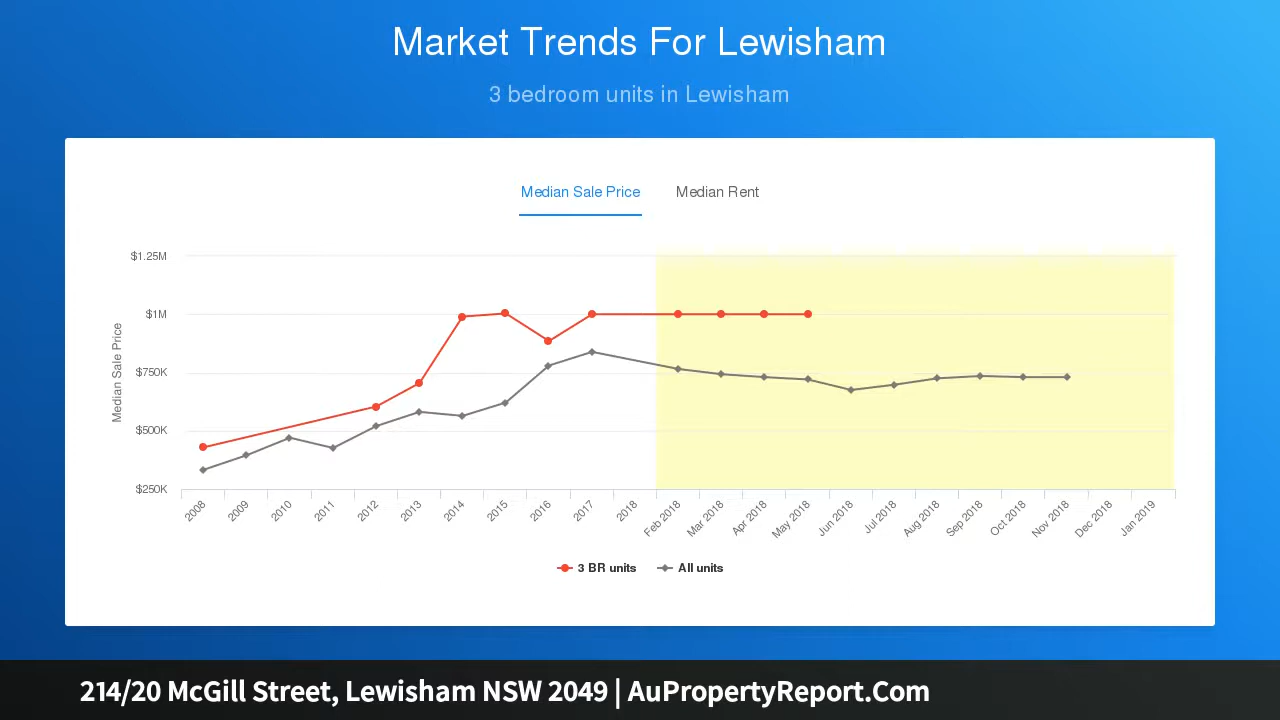 Market Trends For Lewisham
3 bedroom units in Lewisham
Median Sale Price
Median Rent
Median Sale Price
$1.25M
$1M
$750K
$500K
$250K
2008
2009
2010
2011
2012
2013
2014
2015
2016
2017
2018
Feb 2018
Mar 2018
Apr 2018
May 2018
Jun 2018
Jul 2018
Aug 2018
Sep 2018
Oct 2018
Nov 2018
Dec 2018
Jan 2019
3 BR units
All units
214/20 McGill Street, Lewisham NSW 2049 | AuPropertyReport.Com